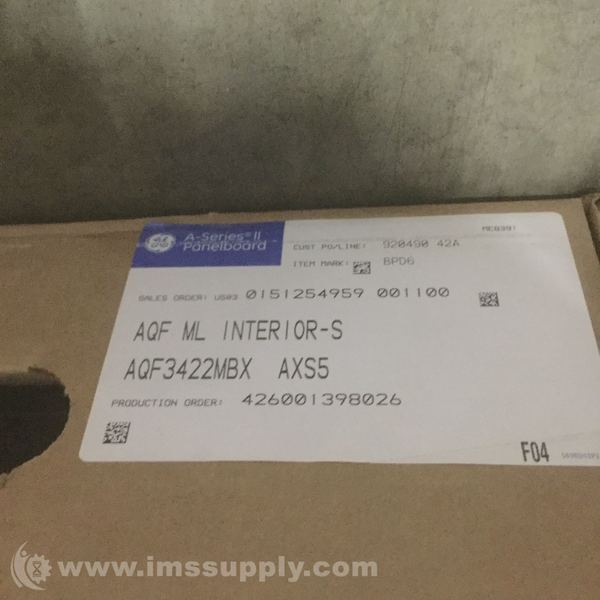 A-Series® II
Panelboard
CUST PO/LINE: 920490 42A
ITEM MARK: BPD6
SALES ORDER: US03 0151254959 001100
AQF ML INTERIOR-S
AQF3422MBX AXS5
PRODUCTION ORDER: 426001398026
F04
www.imssupply.com